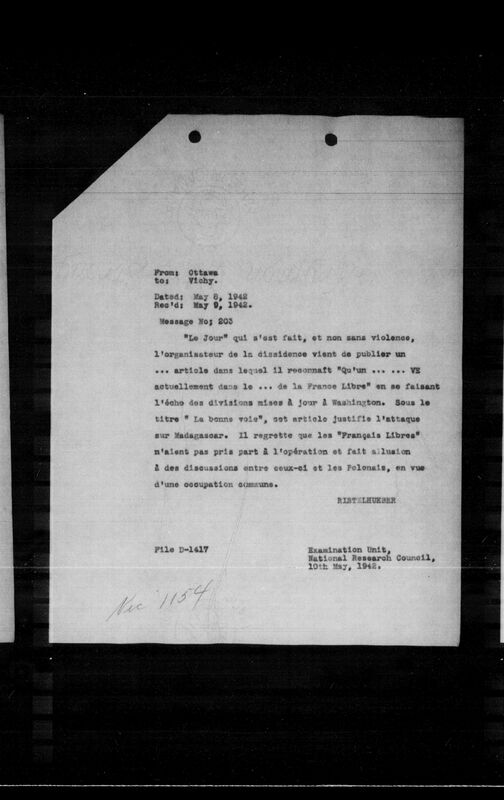 From: Ottawa
to: Vichy.
Dated: May 8, 1942
Rec'd: May 9, 1942.
Message No; 203
"Le Jour" qui s'est fait, et non sans violence,
l'organisateur de la dissidence vient de publier un
... article dans lequel il reconnaît "Qu'un ... ... VE
actuellement dans le ... de la France Libre" en se faisant
l'écho des divisions mises à jour à Washington. Sous le
titre " La bonne voie", cet article justifie l'attaque
sur Madagascar. Il regrette que les "Français Libres"
n'aient pas pris part à l'opération et fait allusion
à des discussions entre ceux-ci et les Polonais, en vue
d'une occupation commune.
RISTELHUEBER
File D-1417
Examination Unit,
National Research Council,
10th May, 1942.
1154